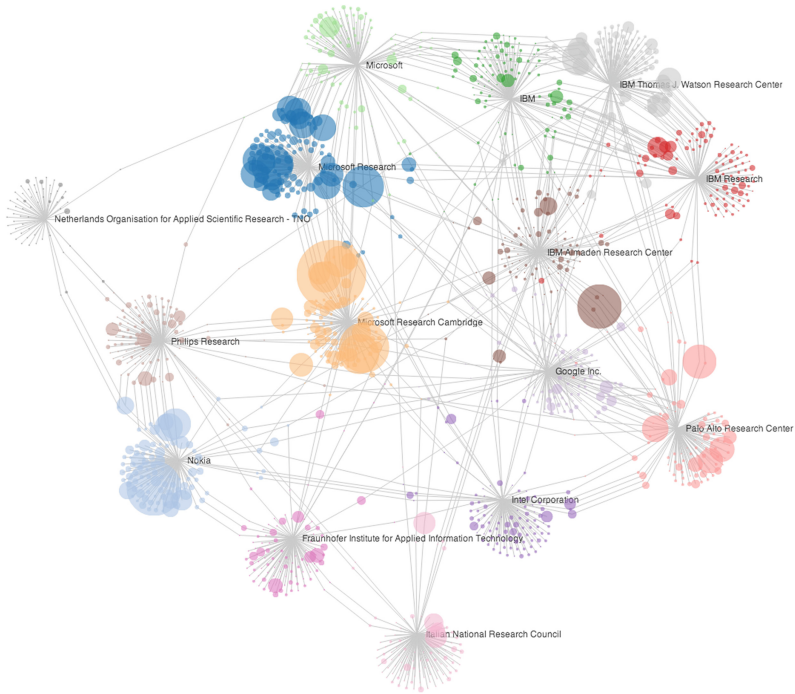 Microsoft
IBM Thomas J. Watson Research Center
IBM
Microsoft Research
IBM Research
Netherlands Organisation for Applied Scientific Research - TNO
IBM Almaden Research Center
Microsoft Research Cambridge
Philips Research
Google Inc.
Palo Alto Research Center
Nokia
Intel Corporation
Fraunhofer Institute for Applied Information Technology
Italian National Research Council